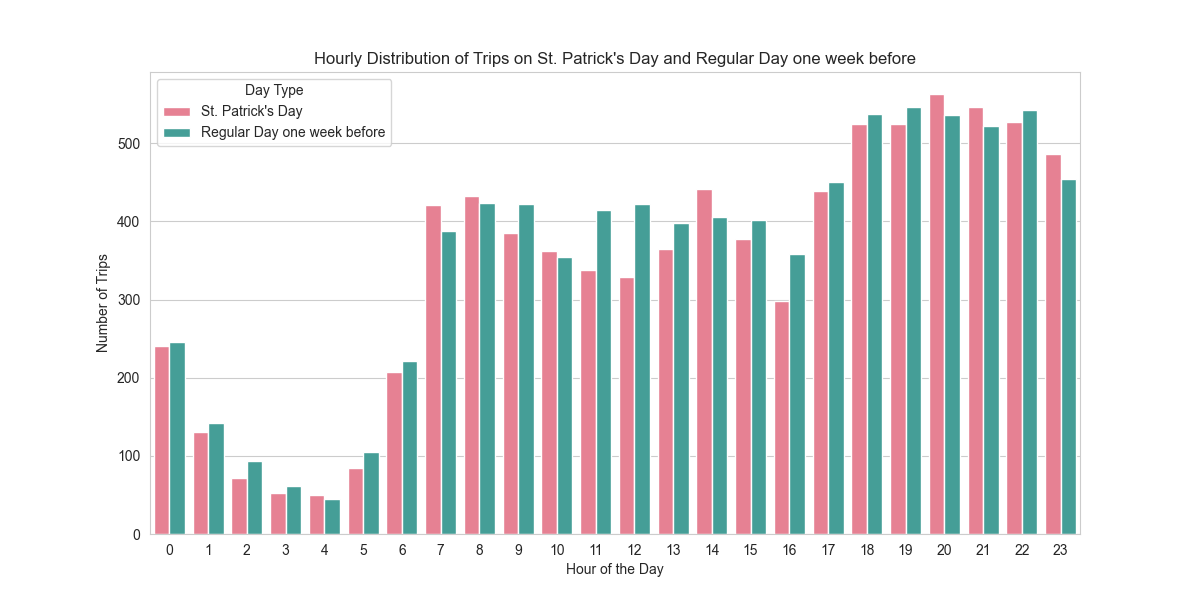 Hourly Distribution of Trips on St. Patrick's Day and Regular Day one week before
Day Type
St. Patrick's Day
Regular Day one week before
Number of Trips
500
400
300
200
100
0
0 1 2 3 4 5 6 7 8 9 10 11 12 13 14 15 16 17 18 19 20 21 22 23
Hour of the Day